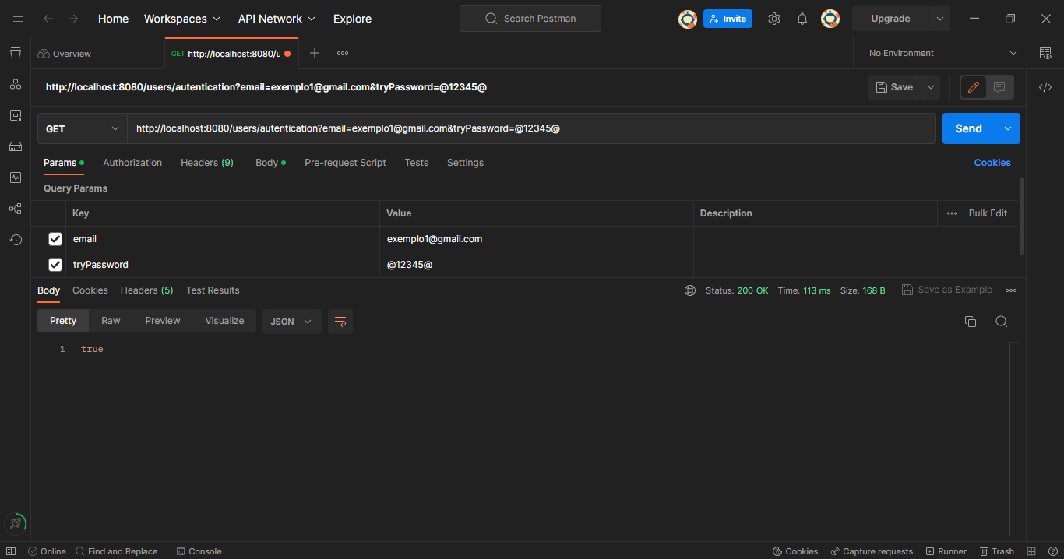 Home Workspaces API Network Explore Search Postman Invite Upgrade
Overview GET http://localhost:8080/u No Environment
http://localhost:8080/users/autentication?email=exemplo1@gmail.com&tryPassword=@12345@ Save
GET http://localhost:8080/users/autentication?email=exemplo1@gmail.com&tryPassword=@12345@ Send
Params Authorization Headers (9) Body Pre-request Script Tests Settings Cookies
Query Params
Key Value Description Bulk Edit
email exemplo1@gmail.com
tryPassword @12345@
Body Cookies Headers (5) Test Results Status: 200 OK Time: 113 ms Size: 168 B Save as Example
Pretty Raw Preview Visualize JSON
1 true
Online Find and Replace Console Cookies Capture requests Runner Trash